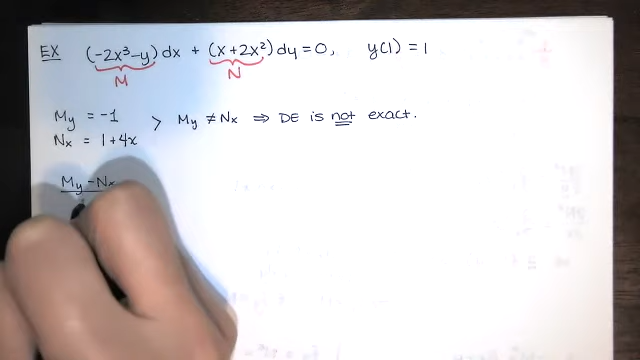 EX (-2x³-y) dx + (x+2x²) dy = 0, y(1) = 1
M N
My = -1
Nx = 1+4x
> My ≠ Nx ⇒ DE is not exact.
My - Nx